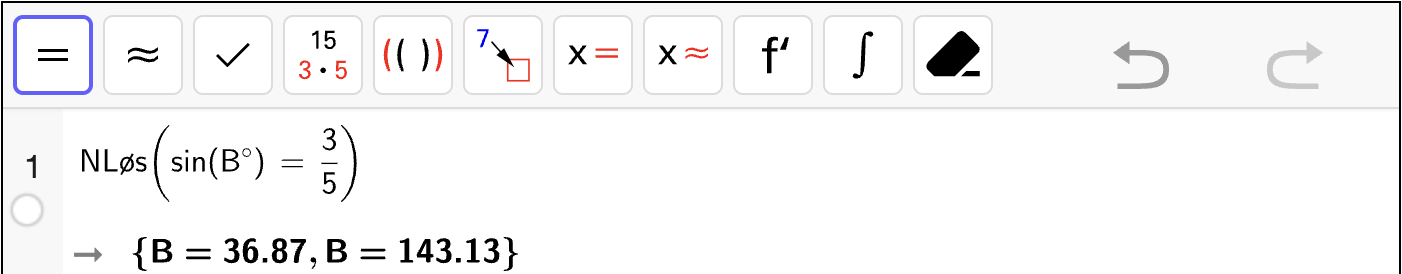 = ≈ ✓ 15 3 · 5 (( )) 7 x = x ≈ f′ ∫
1 NLøs(sin(B°) = 3/5)
→ {B = 36.87, B = 143.13}